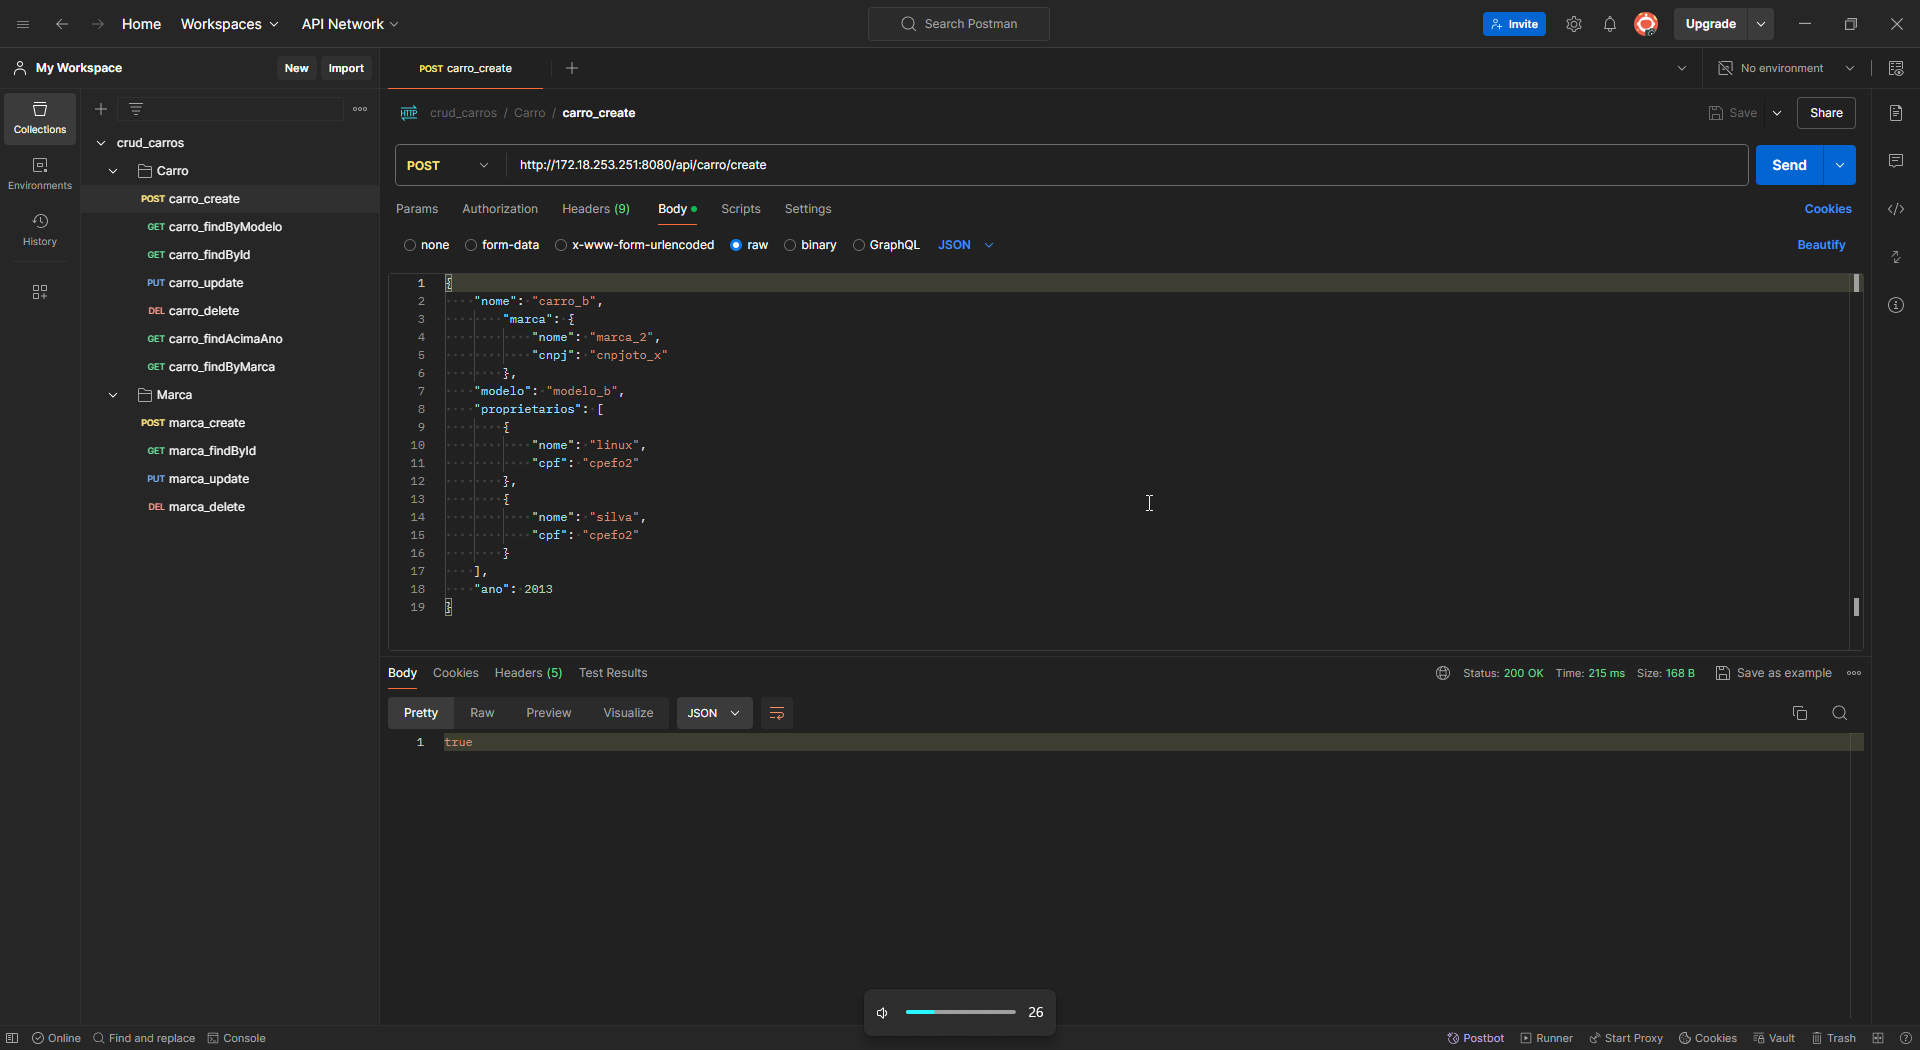 Home Workspaces API Network Search Postman Invite Upgrade
My Workspace New Import POST carro_create No environment
Collections
Environments
History
crud_carros
Carro
POST carro_create
GET carro_findByModelo
GET carro_findById
PUT carro_update
DEL carro_delete
GET carro_findAcimaAno
GET carro_findByMarca
Marca
POST marca_create
GET marca_findById
PUT marca_update
DEL marca_delete
HTTP crud_carros / Carro / carro_create Save Share
POST http://172.18.253.251:8080/api/carro/create Send
Params Authorization Headers (9) Body Scripts Settings Cookies
none form-data x-www-form-urlencoded raw binary GraphQL JSON Beautify
1 {
2 "nome": "carro_b",
3 "marca": {
4 "nome": "marca_2",
5 "cnpj": "cnpjoto_x"
6 },
7 "modelo": "modelo_b",
8 "proprietarios": [
9 {
10 "nome": "linux",
11 "cpf": "cpefo2"
12 },
13 {
14 "nome": "silva",
15 "cpf": "cpefo2"
16 }
17 ],
18 "ano": 2013
19 }
Body Cookies Headers (5) Test Results Status: 200 OK Time: 215 ms Size: 168 B Save as example
Pretty Raw Preview Visualize JSON
1 true
26
Online Find and replace Console Postbot Runner Start Proxy Cookies Vault Trash